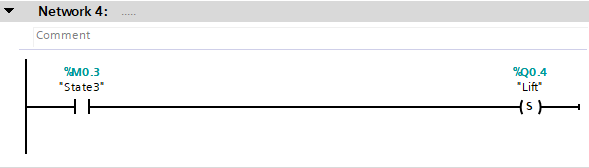 Network 4: .....
Comment
%M0.3 %Q0.4
"State3" "Lift"
S